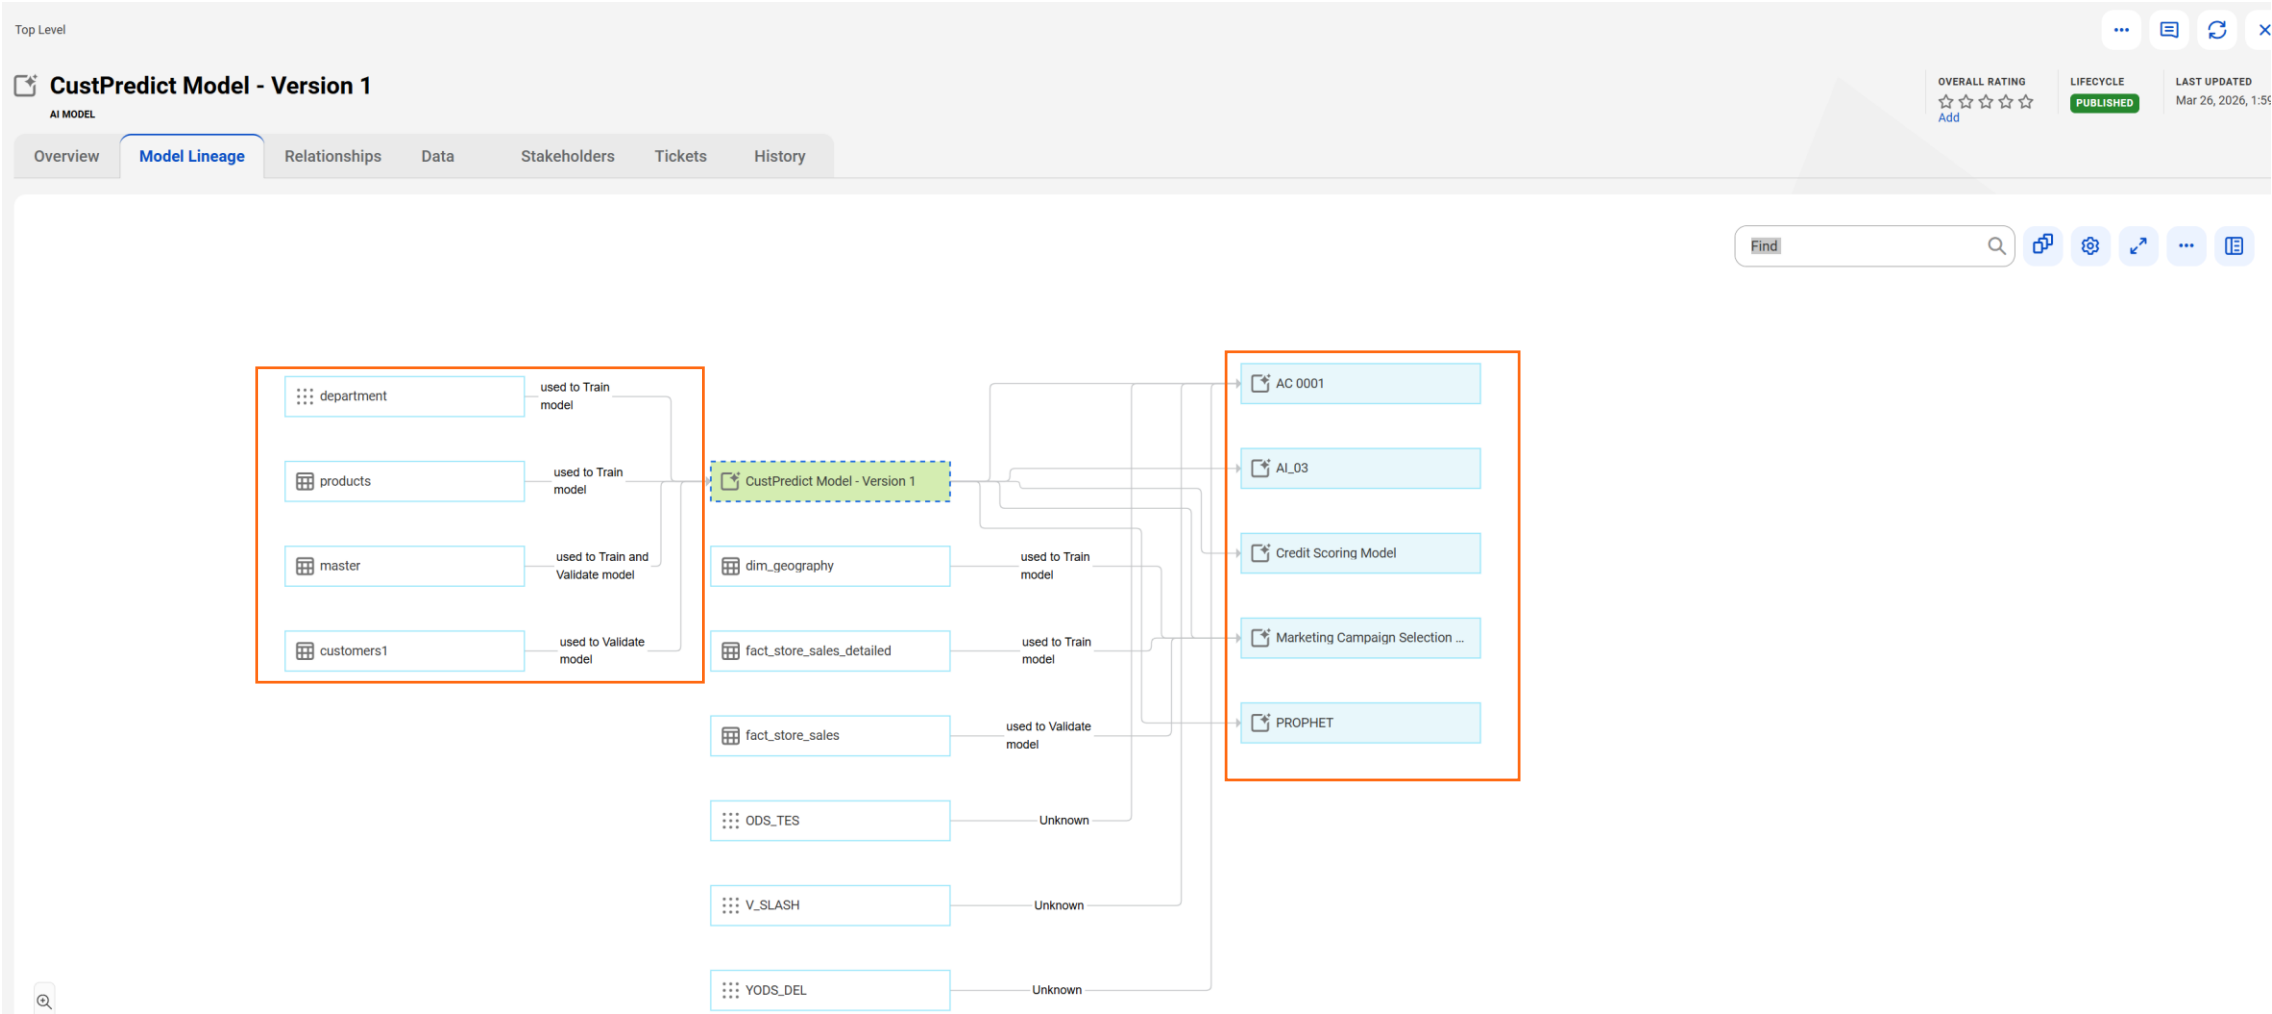 Top Level
CustPredict Model - Version 1
AI MODEL
OVERALL RATING
Add
LIFECYCLE
PUBLISHED
LAST UPDATED
Mar 26, 2026, 1:59
Overview
Model Lineage
Relationships
Data
Stakeholders
Tickets
History
Find
department
used to Train
model
products
used to Train
model
master
used to Train and
Validate model
customers1
used to Validate
model
CustPredict Model - Version 1
dim_geography
used to Train
model
fact_store_sales_detailed
used to Train
model
fact_store_sales
used to Validate
model
ODS_TES
Unknown
V_SLASH
Unknown
YODS_DEL
Unknown
AC 0001
AI_03
Credit Scoring Model
Marketing Campaign Selection ...
PROPHET